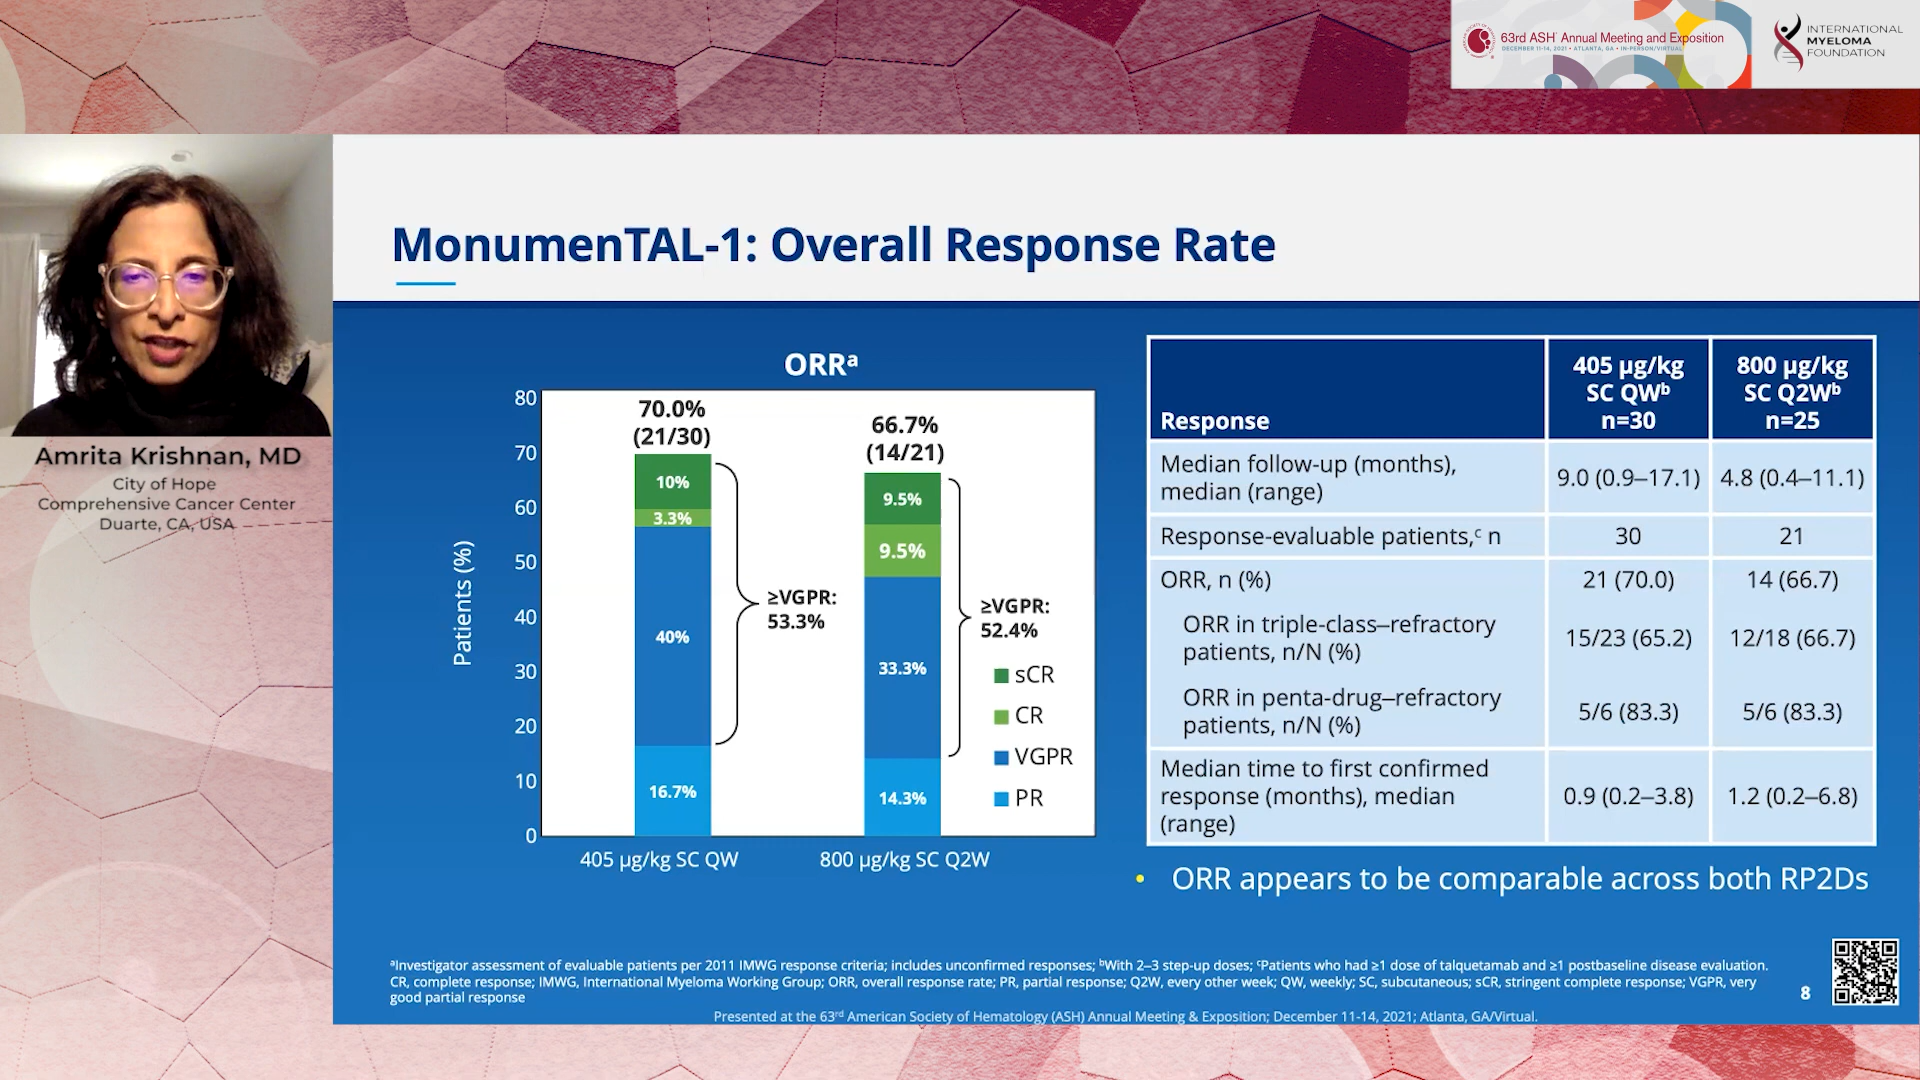 63rd ASH® Annual Meeting and Exposition
DECEMBER 11-14, 2021 • ATLANTA, GA • IN-PERSON/VIRTUAL
INTERNATIONAL
MYELOMA
FOUNDATION
Amrita Krishnan, MD
City of Hope
Comprehensive Cancer Center
Duarte, CA, USA
MonumenTAL-1: Overall Response Rate
ORRᵃ
Patients (%)
80
70
60
50
40
30
20
10
0
70.0%
(21/30)
10%
3.3%
40%
16.7%
≥VGPR:
53.3%
66.7%
(14/21)
9.5%
9.5%
33.3%
14.3%
≥VGPR:
52.4%
sCR
CR
VGPR
PR
405 µg/kg SC QW
800 µg/kg SC Q2W
Response
405 µg/kg
SC QWᵇ
n=30
800 µg/kg
SC Q2Wᵇ
n=25
Median follow-up (months),
median (range)
9.0 (0.9–17.1)
4.8 (0.4–11.1)
Response-evaluable patients,ᶜ n
30
21
ORR, n (%)
21 (70.0)
14 (66.7)
ORR in triple-class–refractory
patients, n/N (%)
15/23 (65.2)
12/18 (66.7)
ORR in penta-drug–refractory
patients, n/N (%)
5/6 (83.3)
5/6 (83.3)
Median time to first confirmed
response (months), median
(range)
0.9 (0.2–3.8)
1.2 (0.2–6.8)
• ORR appears to be comparable across both RP2Ds
ᵃInvestigator assessment of evaluable patients per 2011 IMWG response criteria; includes unconfirmed responses; ᵇWith 2–3 step-up doses; ᶜPatients who had ≥1 dose of talquetamab and ≥1 postbaseline disease evaluation.
CR, complete response; IMWG, International Myeloma Working Group; ORR, overall response rate; PR, partial response; Q2W, every other week; QW, weekly; SC, subcutaneous; sCR, stringent complete response; VGPR, very
good partial response
8
Presented at the 63ʳᵈ American Society of Hematology (ASH) Annual Meeting & Exposition; December 11-14, 2021; Atlanta, GA/Virtual.